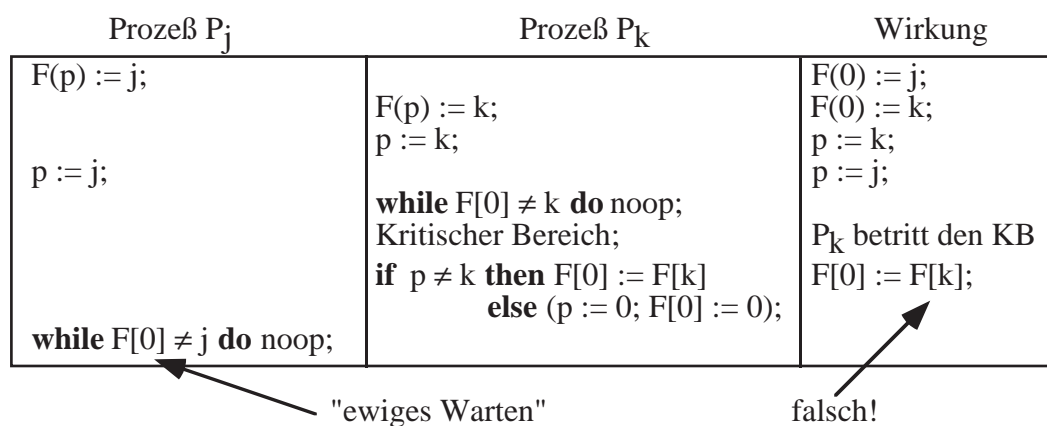 Prozeß Pj Prozeß Pk Wirkung
F(p) := j; F(0) := j;
F(p) := k; F(0) := k;
p := k; p := k;
p := j; p := j;
while F[0] ≠ k do noop;
Kritischer Bereich; Pk betritt den KB
if p ≠ k then F[0] := F[k] F[0] := F[k];
else (p := 0; F[0] := 0);
while F[0] ≠ j do noop;
"ewiges Warten" falsch!